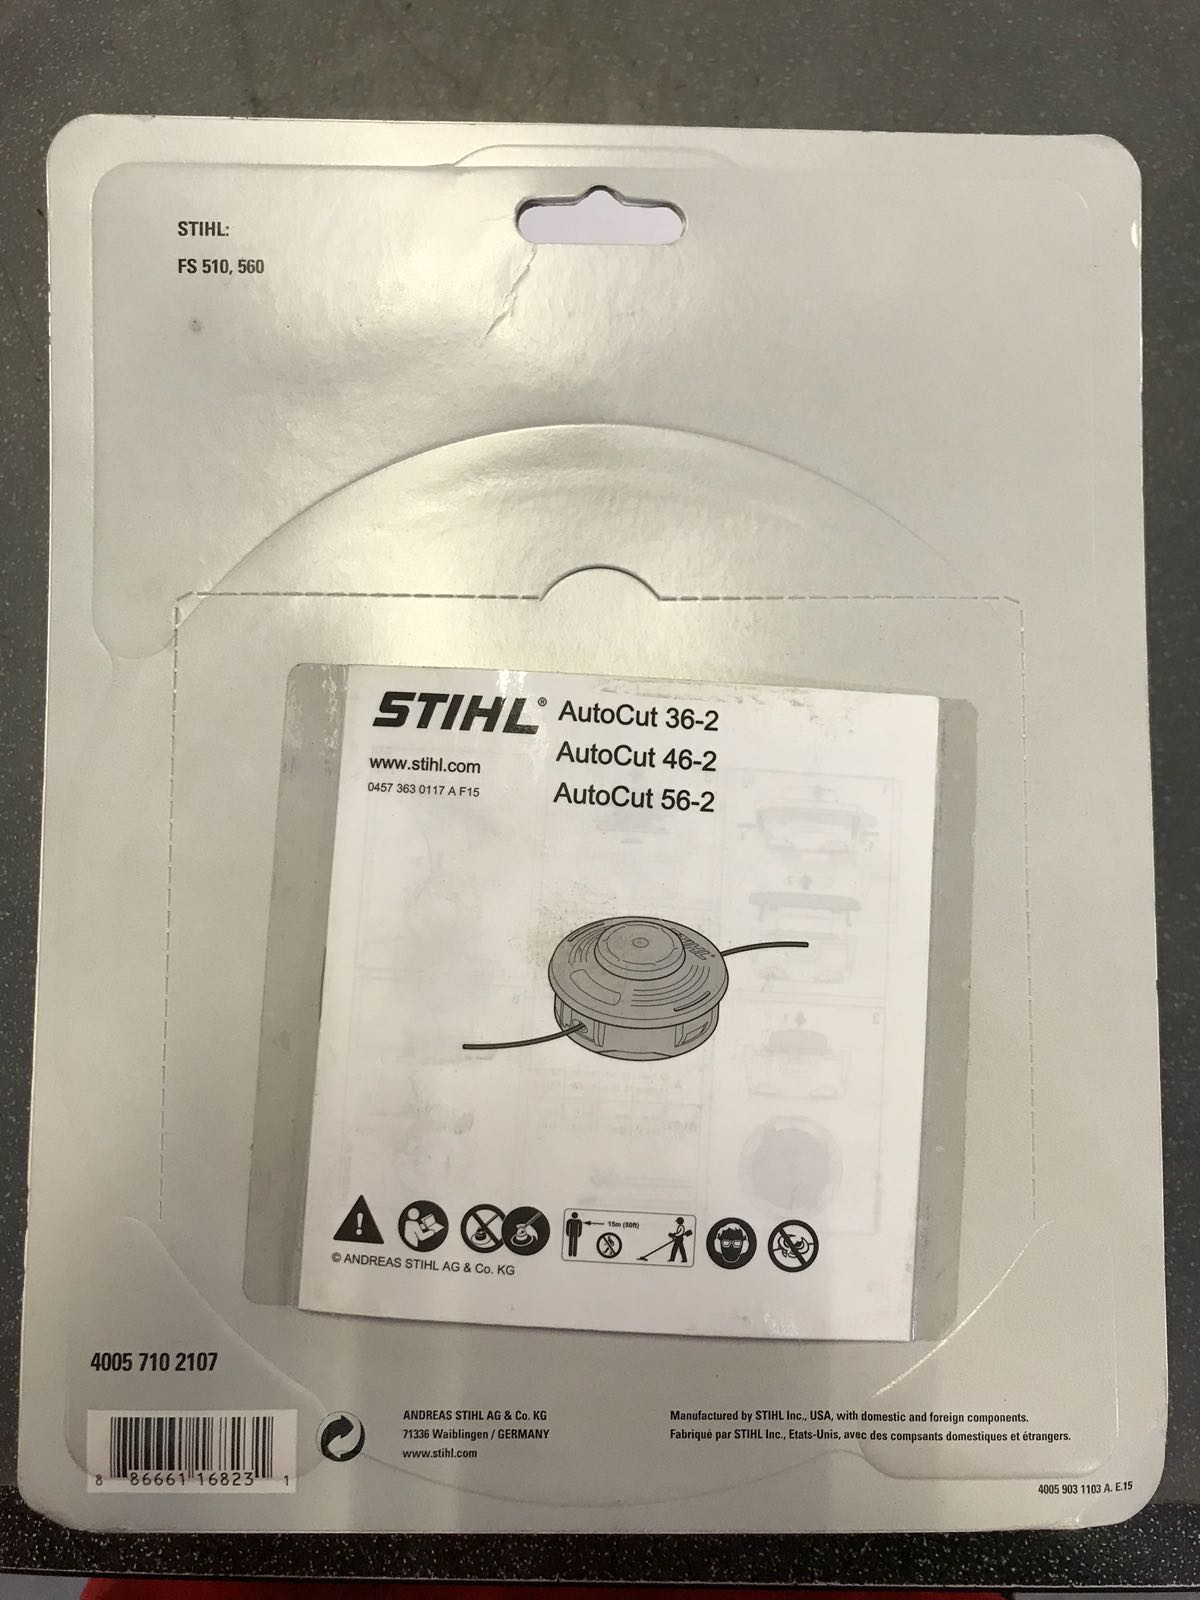 STIHL:
FS 510, 560
STIHL® AutoCut 36-2
AutoCut 46-2
AutoCut 56-2
www.stihl.com
0457 363 0117 A F15
STIHL
15m (50ft)
© ANDREAS STIHL AG & Co. KG
4005 710 2107
8 86661 16823 1
ANDREAS STIHL AG & Co. KG
71336 Waiblingen / GERMANY
www.stihl.com
Manufactured by STIHL Inc., USA, with domestic and foreign components.
Fabriqué par STIHL Inc., Etats-Unis, avec des compsants domestiques et étrangers.
4005 903 1103 A. E.15